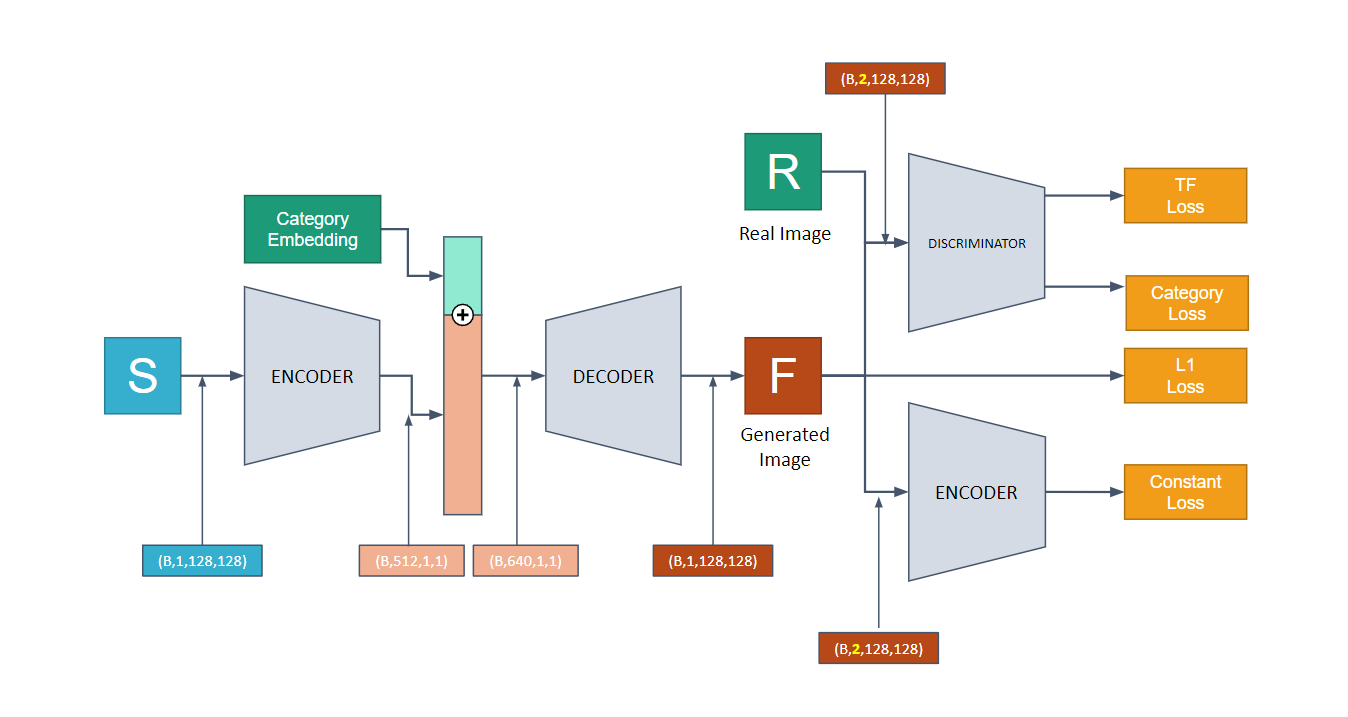 (B,2,128,128)
R
Real Image
DISCRIMINATOR
TF
Loss
Category
Embedding
Category
Loss
+
S
ENCODER
DECODER
F
Generated
Image
L1
Loss
ENCODER
Constant
Loss
(B,1,128,128)
(B,512,1,1)
(B,640,1,1)
(B,1,128,128)
(B,2,128,128)